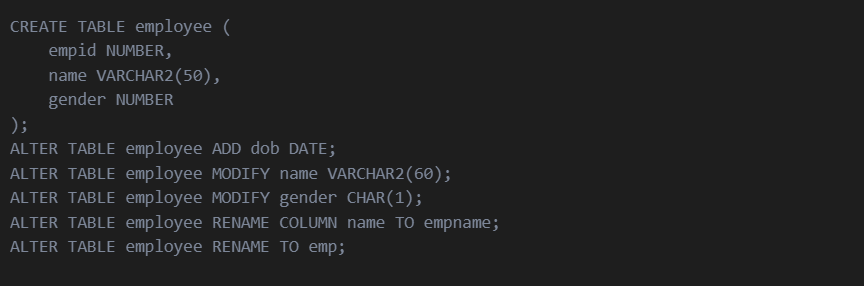 CREATE TABLE employee (
    empid NUMBER,
    name VARCHAR2(50),
    gender NUMBER
);
ALTER TABLE employee ADD dob DATE;
ALTER TABLE employee MODIFY name VARCHAR2(60);
ALTER TABLE employee MODIFY gender CHAR(1);
ALTER TABLE employee RENAME COLUMN name TO empname;
ALTER TABLE employee RENAME TO emp;